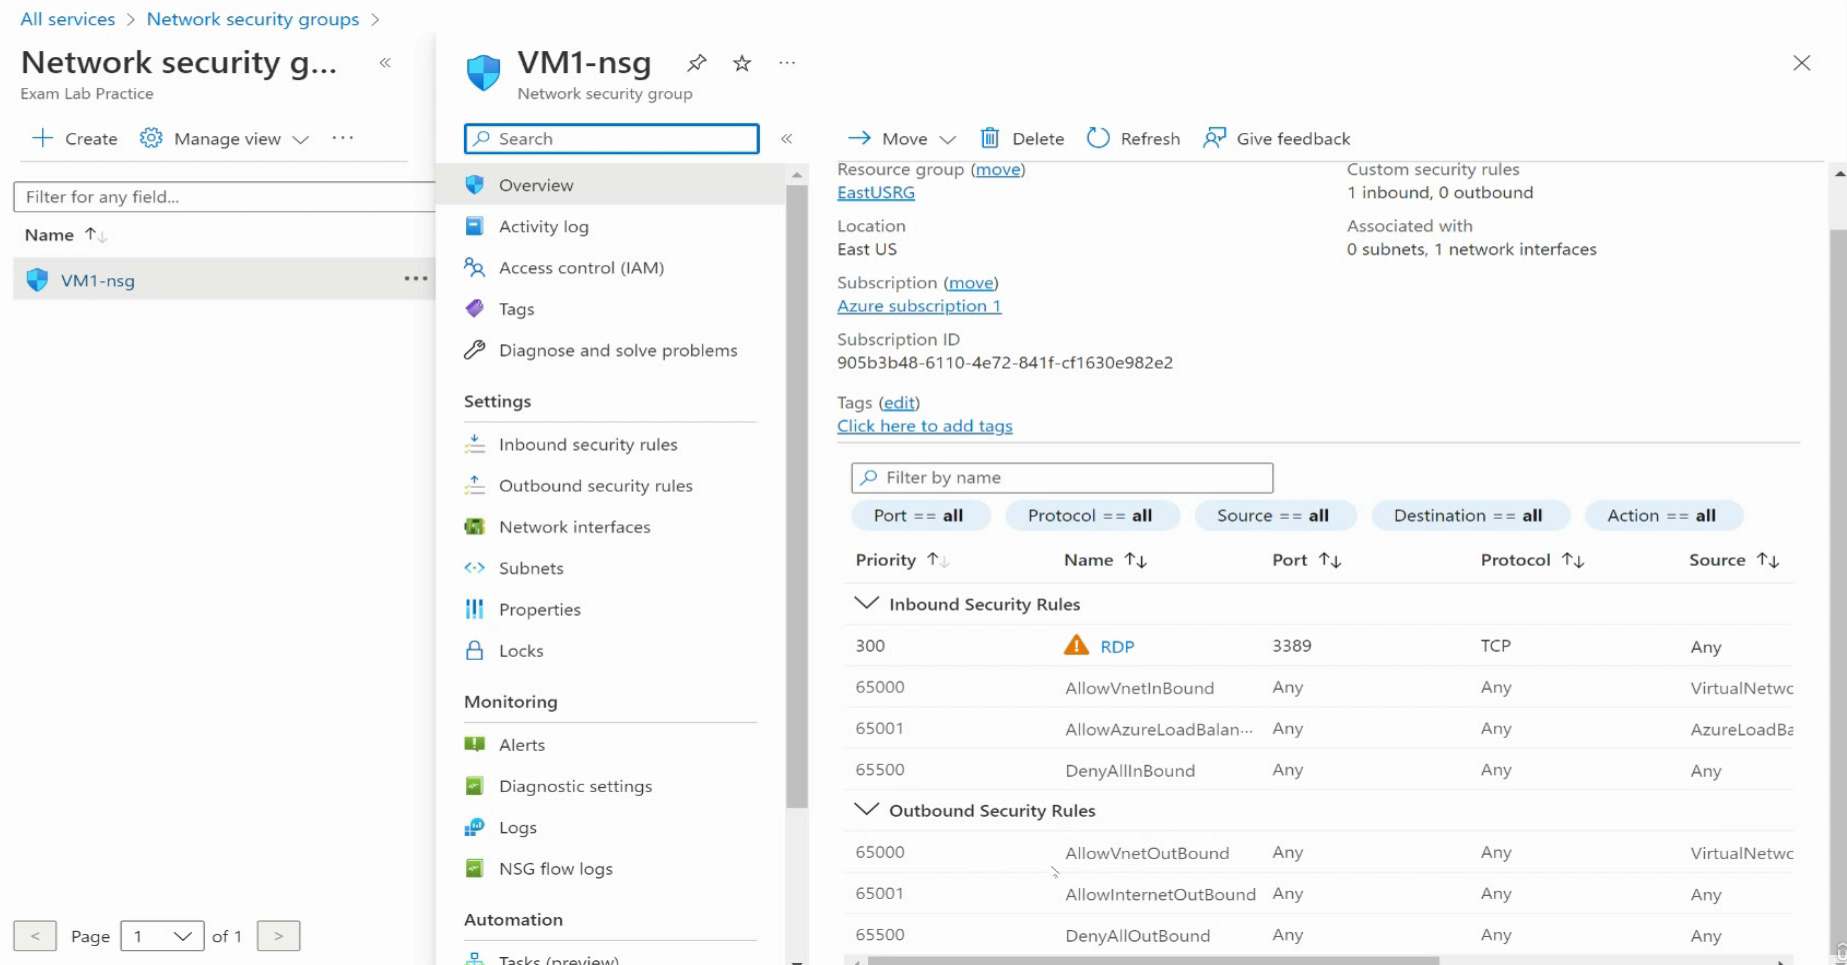 All services > Network security groups >
Network security g...
Exam Lab Practice
Create
Manage view
Filter for any field...
Name
VM1-nsg
Page 1 of 1
VM1-nsg
Network security group
Search
Overview
Activity log
Access control (IAM)
Tags
Diagnose and solve problems
Settings
Inbound security rules
Outbound security rules
Network interfaces
Subnets
Properties
Locks
Monitoring
Alerts
Diagnostic settings
Logs
NSG flow logs
Automation
Tasks (preview)
Move
Delete
Refresh
Give feedback
Resource group (move)
EastUSRG
Location
East US
Subscription (move)
Azure subscription 1
Subscription ID
905b3b48-6110-4e72-841f-cf1630e982e2
Tags (edit)
Click here to add tags
Custom security rules
1 inbound, 0 outbound
Associated with
0 subnets, 1 network interfaces
Filter by name
Port == all Protocol == all Source == all Destination == all Action == all
Priority Name Port Protocol Source
Inbound Security Rules
300 RDP 3389 TCP Any
65000 AllowVnetInBound Any Any VirtualNetwc
65001 AllowAzureLoadBalan... Any Any AzureLoadBa
65500 DenyAllInBound Any Any Any
Outbound Security Rules
65000 AllowVnetOutBound Any Any VirtualNetwc
65001 AllowInternetOutBound Any Any Any
65500 DenyAllOutBound Any Any Any